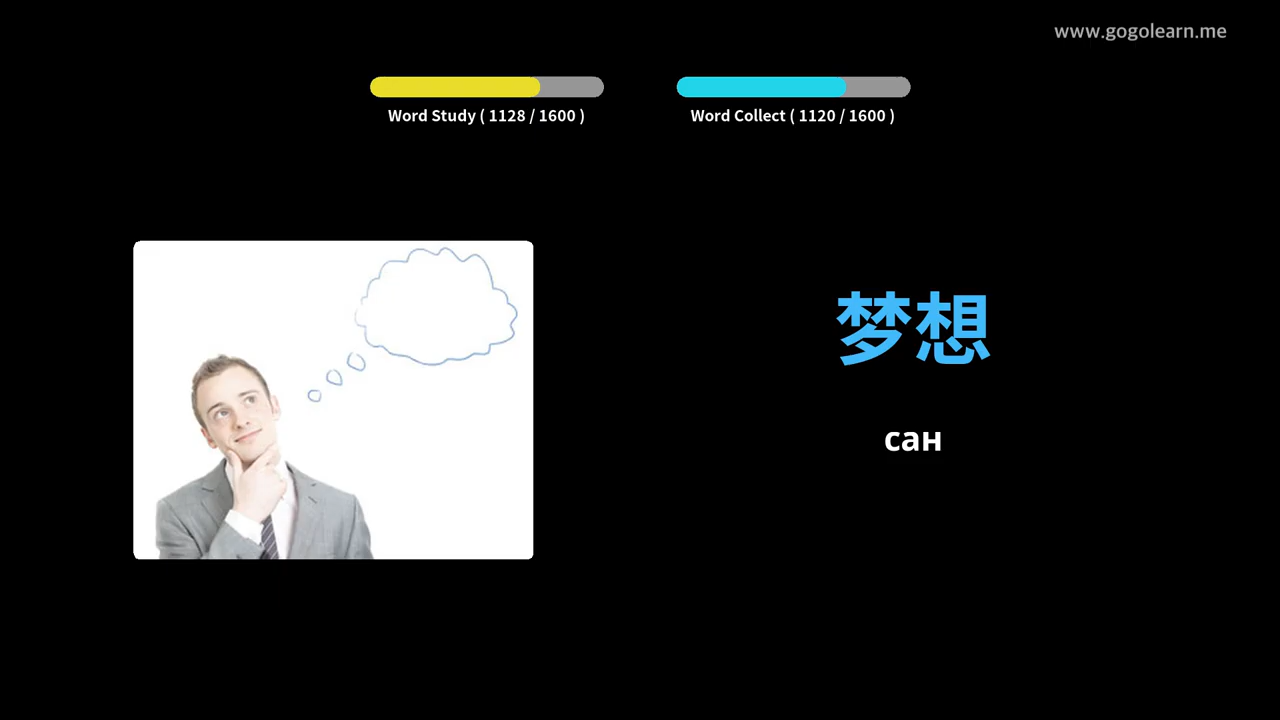 www.gogolearn.me
Word Study ( 1128 / 1600 )
Word Collect ( 1120 / 1600 )
梦想
сан